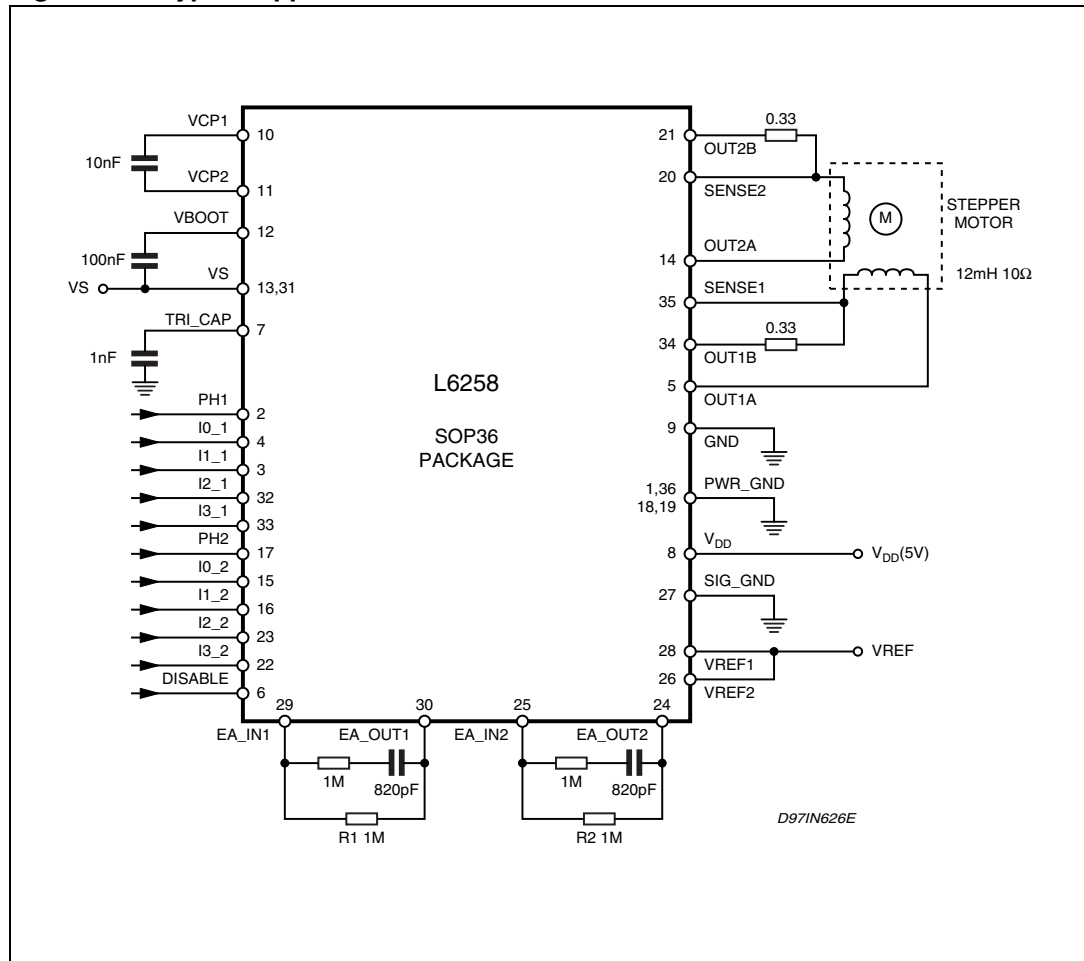 VCP1
10
10nF
VCP2
11
VBOOT
12
100nF
VS
VS
13,31
TRI_CAP
7
1nF
PH1
2
I0_1
4
I1_1
3
I2_1
32
I3_1
33
PH2
17
I0_2
15
I1_2
16
I2_2
23
I3_2
22
DISABLE
6
L6258
SOP36
PACKAGE
0.33
21
OUT2B
20
SENSE2
STEPPER
MOTOR
M
14
OUT2A
12mH 10Ω
35
SENSE1
0.33
34
OUT1B
5
OUT1A
9
GND
1,36
18,19
PWR_GND
VDD
8
VDD(5V)
27
SIG_GND
28
VREF1
VREF
26
VREF2
29
30
25
24
EA_IN1
EA_OUT1
EA_IN2
EA_OUT2
1M
820pF
1M
820pF
R1 1M
R2 1M
D97IN626E